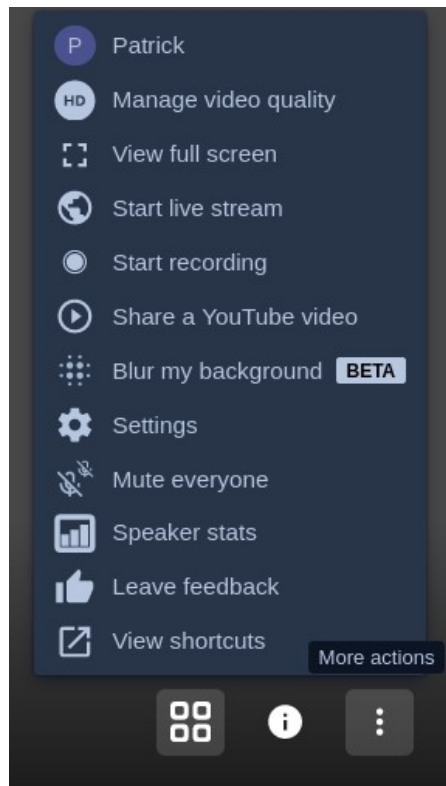 P Patrick
HD Manage video quality
View full screen
Start live stream
Start recording
Share a YouTube video
Blur my background BETA
Settings
Mute everyone
Speaker stats
Leave feedback
View shortcuts
More actions